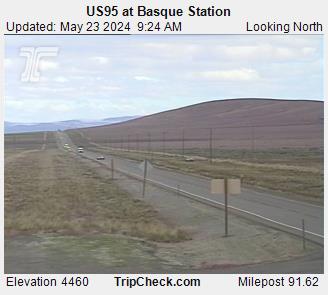 US95 at Basque Station
Updated: May 23 2024 9:24 AM Looking North
Elevation 4460 TripCheck.com Milepost 91.62